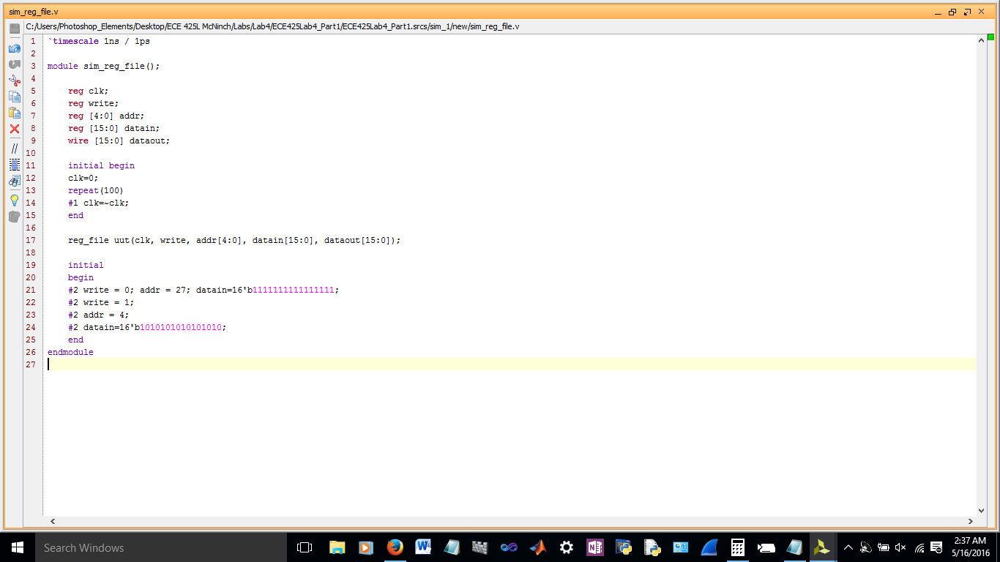 sim_reg_file.v
C:/Users/Photoshop_Elements/Desktop/ECE 425L McNinch/Labs/Lab4/ECE425Lab4_Part1/ECE425Lab4_Part1.srcs/sim_1/new/sim_reg_file.v
1 `timescale 1ns / 1ps
2
3 module sim_reg_file();
4
5 reg clk;
6 reg write;
7 reg [4:0] addr;
8 reg [15:0] datain;
9 wire [15:0] dataout;
10
11 initial begin
12 clk=0;
13 repeat(100)
14 #1 clk=~clk;
15 end
16
17 reg_file uut(clk, write, addr[4:0], datain[15:0], dataout[15:0]);
18
19 initial
20 begin
21 #2 write = 0; addr = 27; datain=16'b1111111111111111;
22 #2 write = 1;
23 #2 addr = 4;
24 #2 datain=16'b1010101010101010;
25 end
26 endmodule
27
Search Windows
2:37 AM
5/16/2016